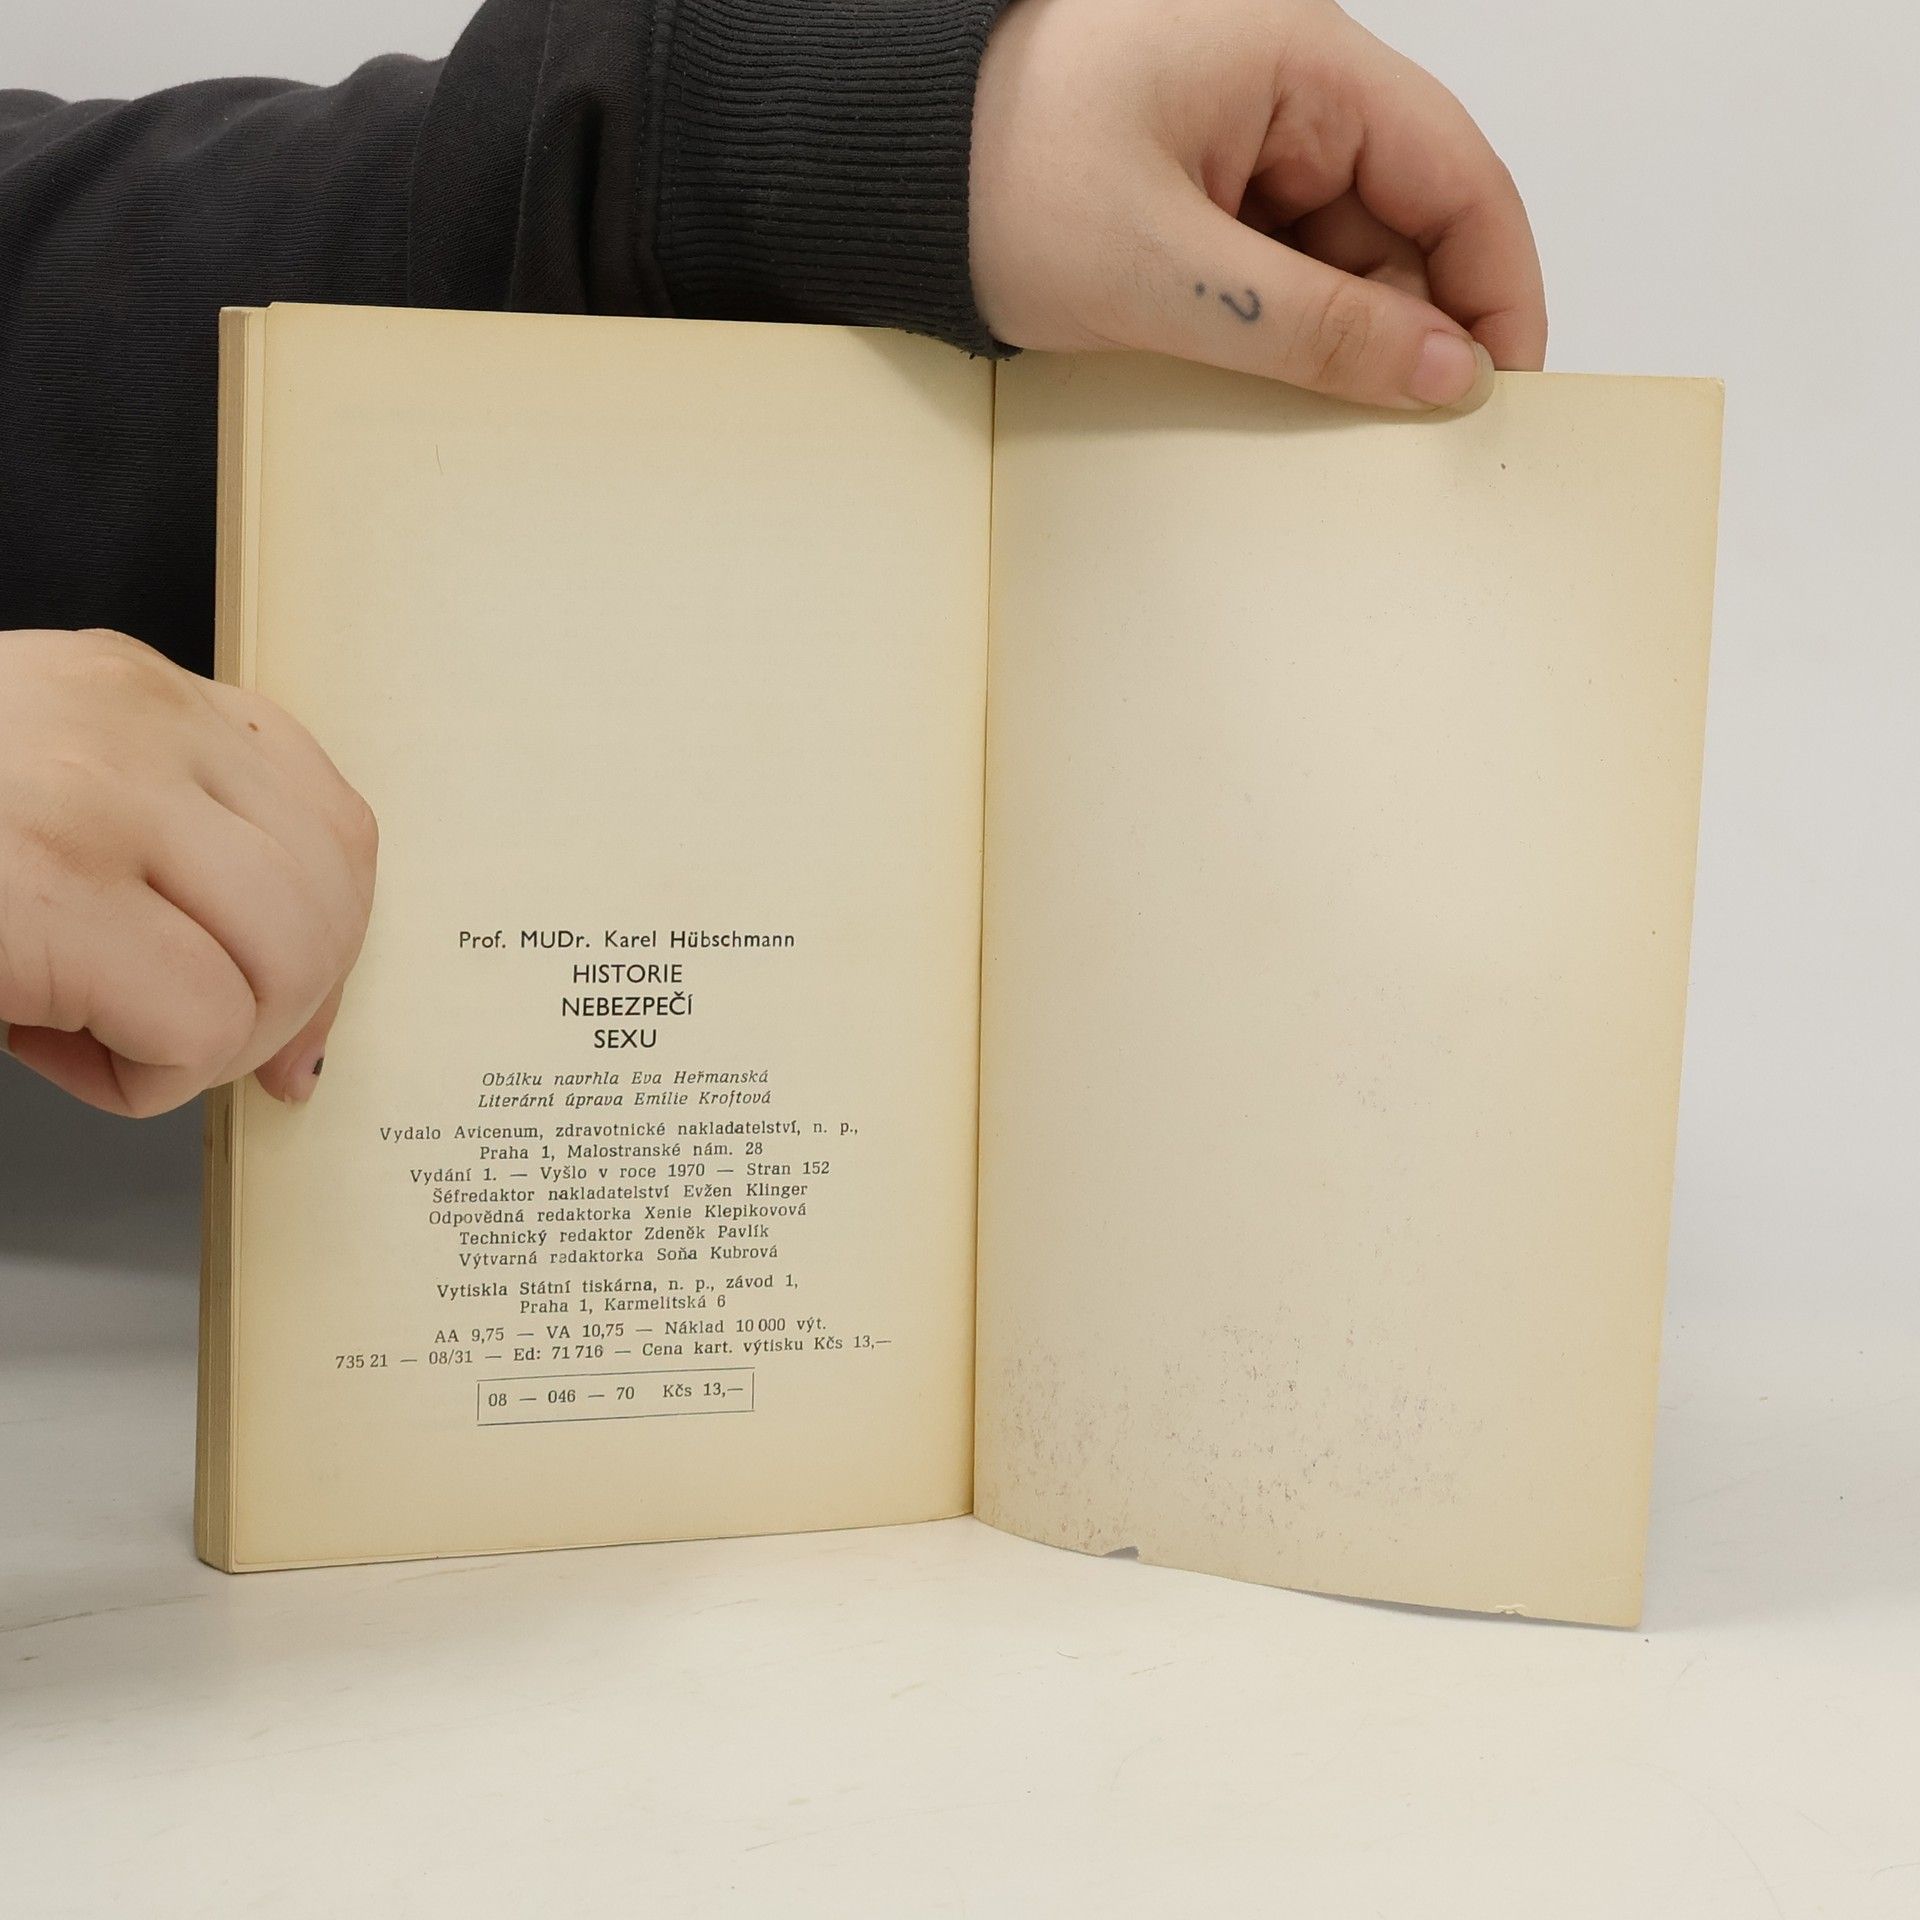 Prof. MUDr. Karel Hübschmann
HISTORIE
NEBEZPEČÍ
SEXU
Obálku navrhla Eva Heřmanská
Literární úprava Emílie Kroftová
Vydalo Avicenum, zdravotnické nakladatelství, n. p.,
Praha 1, Malostranské nám. 28
Vydání 1. — Vyšlo v roce 1970 — Stran 152
Šéfredaktor nakladatelství Evžen Klinger
Odpovědná redaktorka Xenie Klepikovová
Technický redaktor Zdeněk Pavlík
Výtvarná redaktorka Soňa Kubrová
Vytiskla Státní tiskárna, n. p., závod 1,
Praha 1, Karmelitská 6
AA 9,75 — VA 10,75 — Náklad 10 000 výt.
735 21 — 08/31 — Ed: 71 716 — Cena kart. výtisku Kčs 13,—
08 — 046 — 70 Kčs 13,—
?